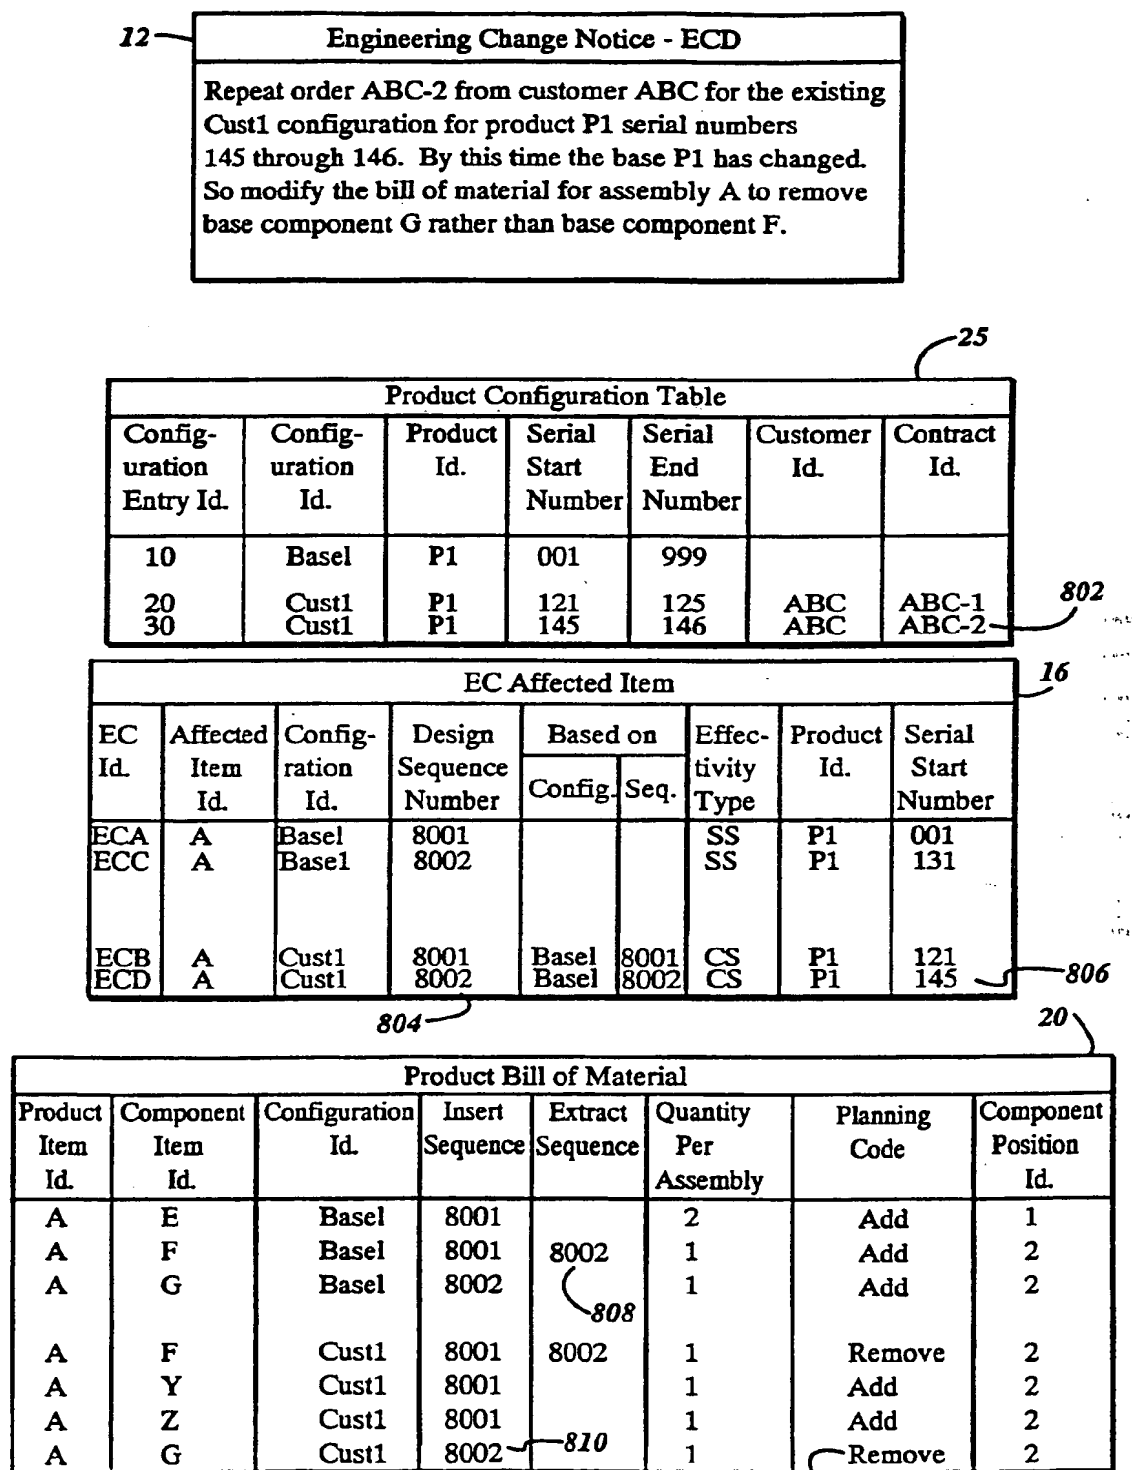 12
Engineering Change Notice - ECD
Repeat order ABC-2 from customer ABC for the existing
Cust1 configuration for product P1 serial numbers
145 through 146. By this time the base P1 has changed.
So modify the bill of material for assembly A to remove
base component G rather than base component F.
25
Product Configuration Table
Config- Config- Product Serial Serial Customer Contract
uration uration Id. Start End Id. Id.
Entry Id. Id. Number Number
10 Basel P1 001 999
20 Cust1 P1 121 125 ABC ABC-1
802
30 Cust1 P1 145 146 ABC ABC-2
EC Affected Item
16
EC Affected Config- Design Based on Effec- Product Serial
Id. Item ration Sequence Config. Seq. tivity Id. Start
Id. Id. Number Type Number
ECA A Basel 8001 SS P1 001
ECC A Base1 8002 SS P1 131
ECB A Cust1 8001 Basel 8001 CS P1 121
ECD A Cust1 8002 Basel 8002 CS P1 145
806
804
20
Product Bill of Material
Product Component Configuration Insert Extract Quantity Planning Component
Item Item Id. Sequence Sequence Per Code Position
Id. Id. Assembly Id.
A E Basel 8001 2 Add 1
A F Basel 8001 8002 1 Add 2
A G Basel 8002 1 Add 2
808
A F Cust1 8001 8002 1 Remove 2
A Y Cust1 8001 1 Add 2
A Z Cust1 8001 1 Add 2
A G Cust1 8002 810 1 Remove 2